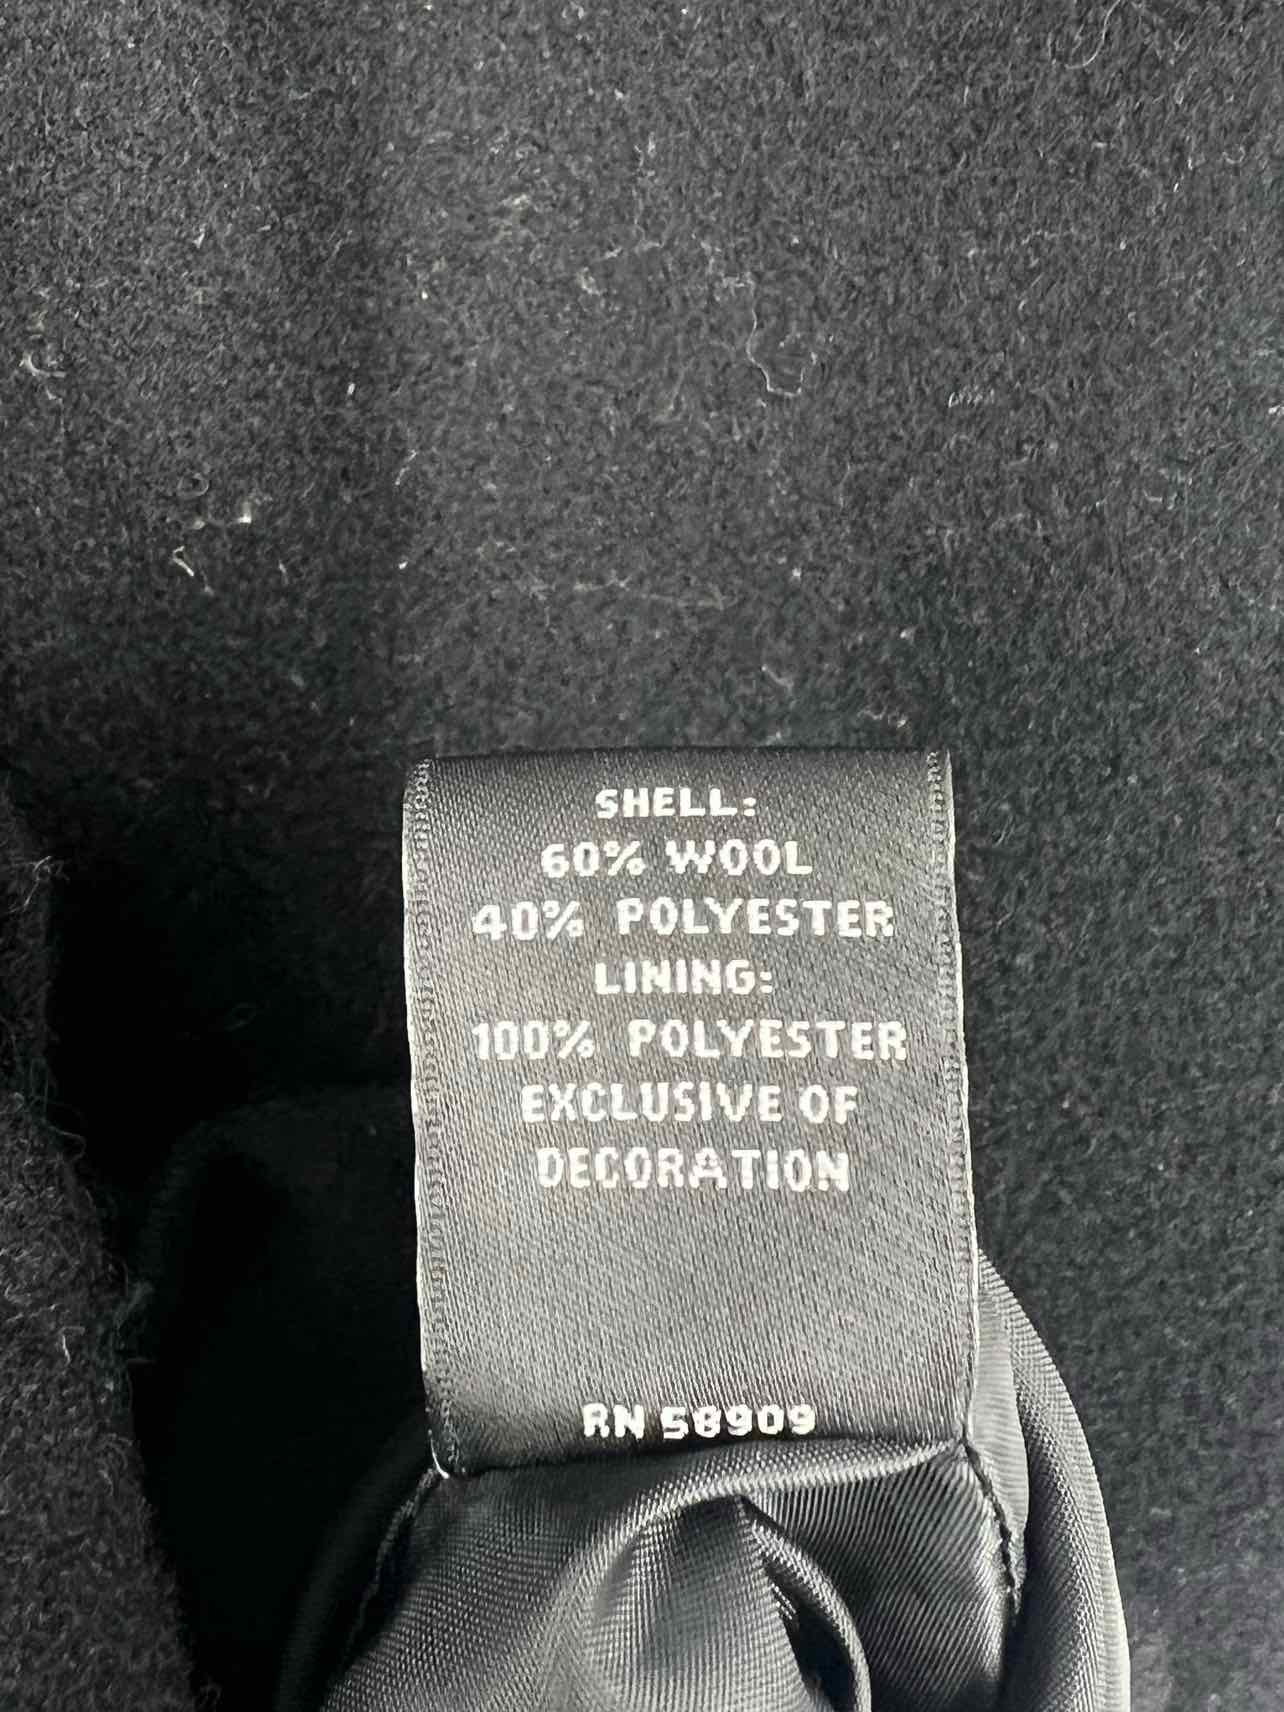 SHELL:
60% WOOL
40% POLYESTER
LINING:
100% POLYESTER
EXCLUSIVE OF
DECORATION
RN 58909